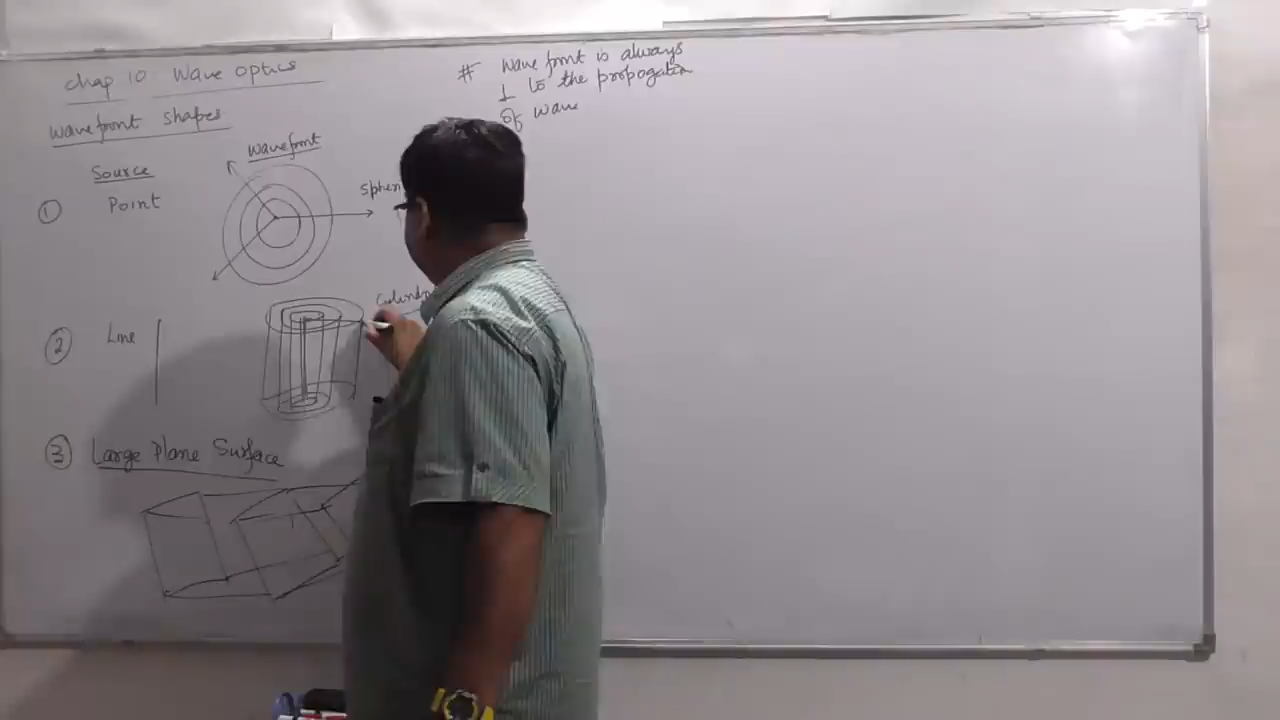 Chap 10 Wave Optics
Wavefront shapes
Source
Wavefront
① Point
② Line
③ Large Plane Surface
# Wave front is always
⊥ to the propogation
of wave